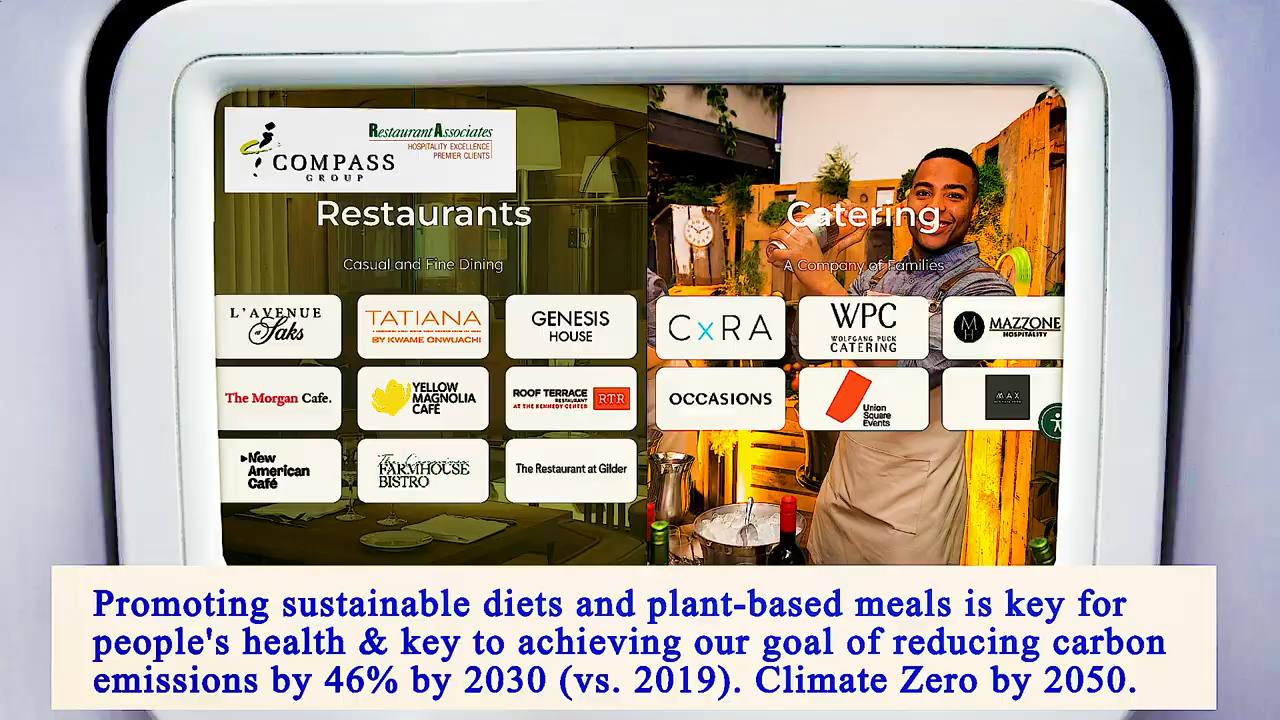 COMPASS
GROUP
Restaurant Associates
HOSPITALITY EXCELLENCE
PREMIER CLIENTS
Restaurants
Casual and Fine Dining
L'AVENUE
at Saks
TATIANA
BY KWAME ONWUACHI
GENESIS
HOUSE
The Morgan Cafe.
YELLOW
MAGNOLIA
CAFÉ
ROOF TERRACE
RESTAURANT
AT THE KENNEDY CENTER
RTR
New
American
Café
FARMHOUSE
BISTRO
The Restaurant at Gilder
Catering
A Company of Families
CxRA
WPC
WOLFGANG PUCK
CATERING
MH
MAZZONE
HOSPITALITY
OCCASIONS
Union
Square
Events
MAX
Promoting sustainable diets and plant-based meals is key for
people's health & key to achieving our goal of reducing carbon
emissions by 46% by 2030 (vs. 2019). Climate Zero by 2050.